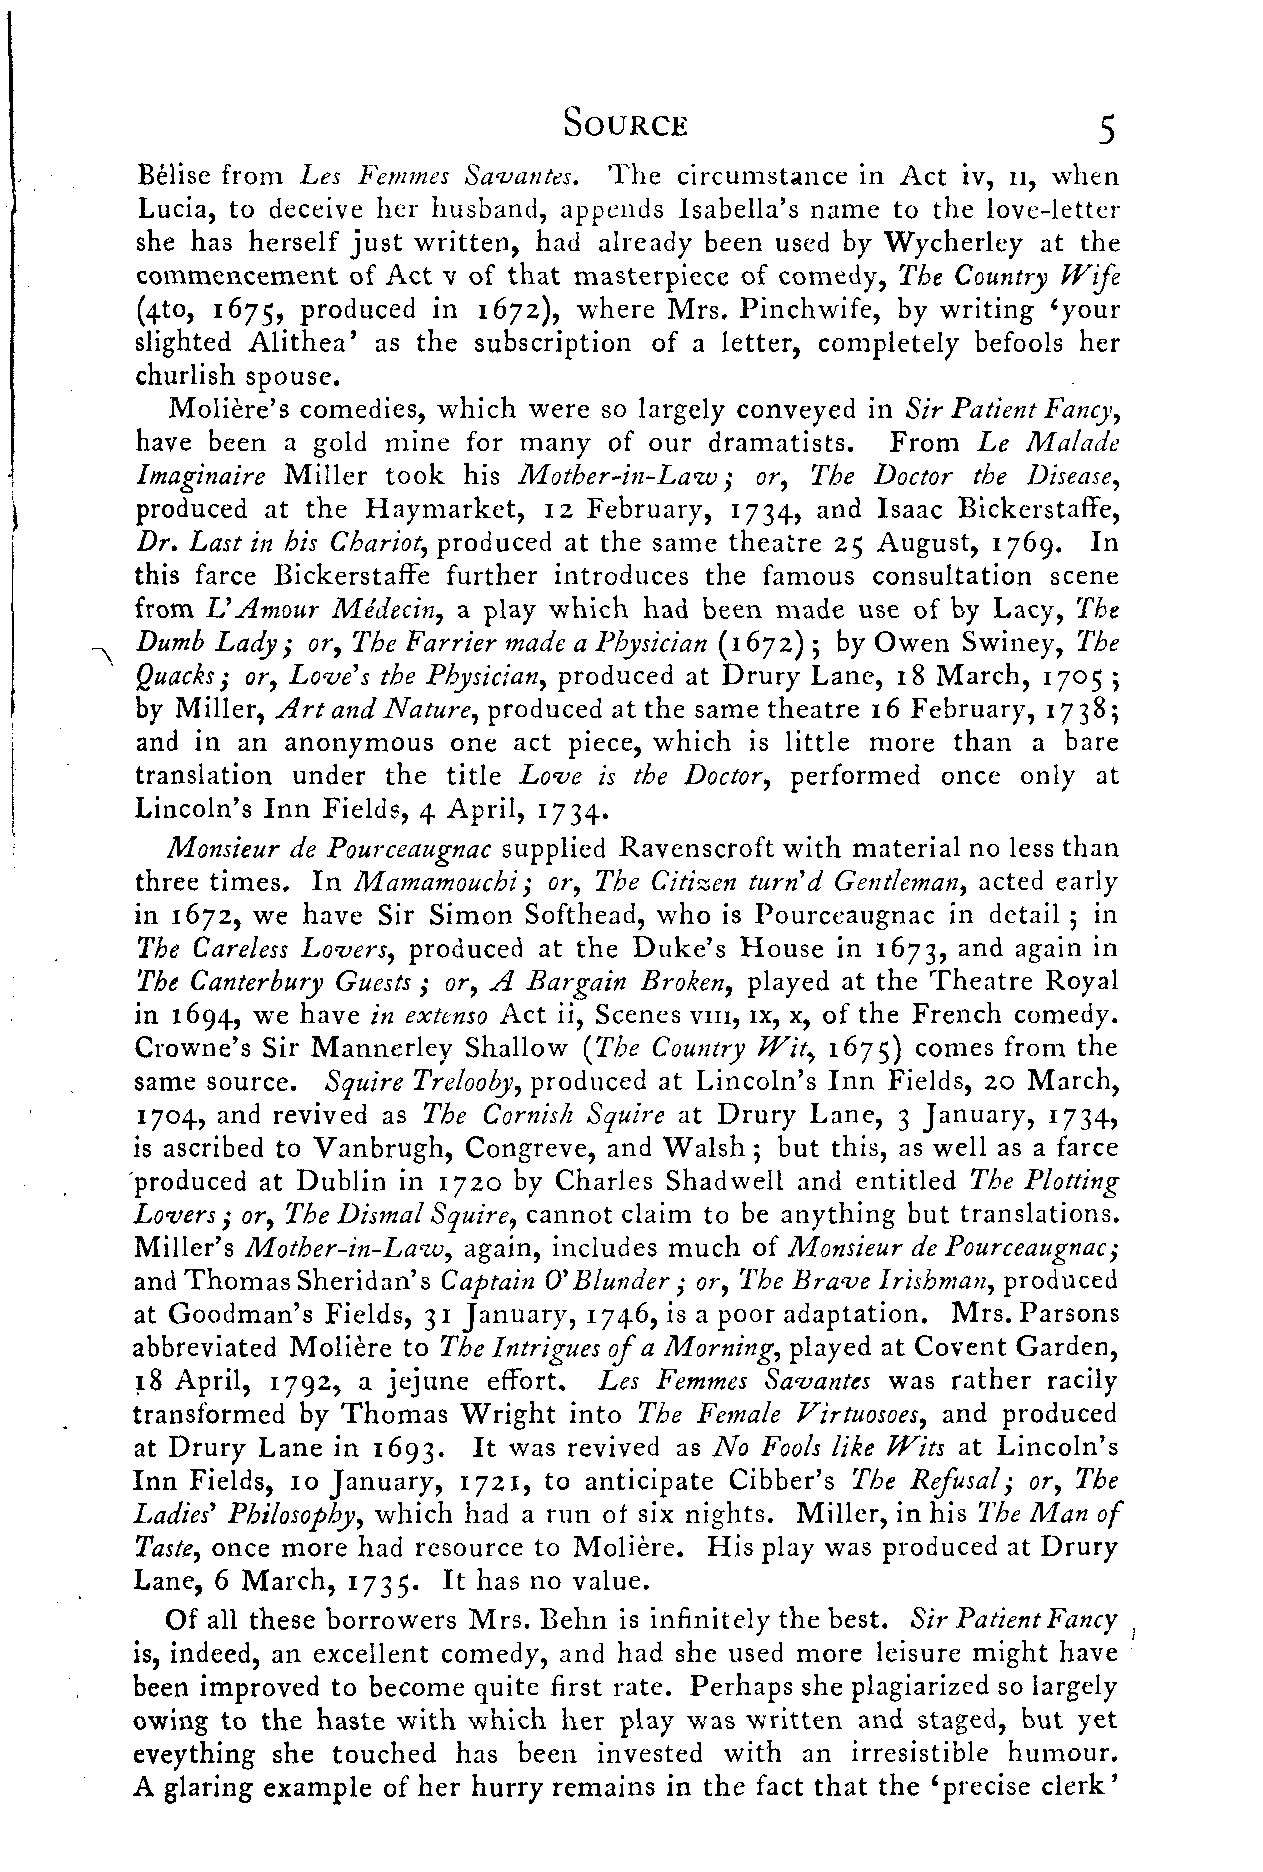 SOURCE 5
Bélise from Les Femmes Savantes. The circumstance in Act iv, II, when
Lucia, to deceive her husband, appends Isabella's name to the love-letter
she has herself just written, had already been used by Wycherley at the
commencement of Act v of that masterpiece of comedy, The Country Wife
(4to, 1675, produced in 1672), where Mrs. Pinchwife, by writing 'your
slighted Alithea' as the subscription of a letter, completely befools her
churlish spouse.
Molière's comedies, which were so largely conveyed in Sir Patient Fancy,
have been a gold mine for many of our dramatists. From Le Malade
Imaginaire Miller took his Mother-in-Law; or, The Doctor the Disease,
produced at the Haymarket, 12 February, 1734, and Isaac Bickerstaffe,
Dr. Last in his Chariot, produced at the same theatre 25 August, 1769. In
this farce Bickerstaffe further introduces the famous consultation scene
from L'Amour Médecin, a play which had been made use of by Lacy, The
Dumb Lady; or, The Farrier made a Physician (1672); by Owen Swiney, The
Quacks; or, Love's the Physician, produced at Drury Lane, 18 March, 1705;
by Miller, Art and Nature, produced at the same theatre 16 February, 1738;
and in an anonymous one act piece, which is little more than a bare
translation under the title Love is the Doctor, performed once only at
Lincoln's Inn Fields, 4 April, 1734.
Monsieur de Pourceaugnac supplied Ravenscroft with material no less than
three times. In Mamamouchi; or, The Citizen turn'd Gentleman, acted early
in 1672, we have Sir Simon Softhead, who is Pourceaugnac in detail; in
The Careless Lovers, produced at the Duke's House in 1673, and again in
The Canterbury Guests; or, A Bargain Broken, played at the Theatre Royal
in 1694, we have in extenso Act ii, Scenes VIII, IX, X, of the French comedy.
Crowne's Sir Mannerley Shallow (The Country Wit, 1675) comes from the
same source. Squire Trelooby, produced at Lincoln's Inn Fields, 20 March,
1704, and revived as The Cornish Squire at Drury Lane, 3 January, 1734,
is ascribed to Vanbrugh, Congreve, and Walsh; but this, as well as a farce
produced at Dublin in 1720 by Charles Shadwell and entitled The Plotting
Lovers; or, The Dismal Squire, cannot claim to be anything but translations.
Miller's Mother-in-Law, again, includes much of Monsieur de Pourceaugnac;
and Thomas Sheridan's Captain O'Blunder; or, The Brave Irishman, produced
at Goodman's Fields, 31 January, 1746, is a poor adaptation. Mrs. Parsons
abbreviated Molière to The Intrigues of a Morning, played at Covent Garden,
18 April, 1792, a jejune effort. Les Femmes Savantes was rather racily
transformed by Thomas Wright into The Female Virtuosoes, and produced
at Drury Lane in 1693. It was revived as No Fools like Wits at Lincoln's
Inn Fields, 10 January, 1721, to anticipate Cibber's The Refusal; or, The
Ladies' Philosophy, which had a run of six nights. Miller, in his The Man of
Taste, once more had resource to Molière. His play was produced at Drury
Lane, 6 March, 1735. It has no value.
Of all these borrowers Mrs. Behn is infinitely the best. Sir Patient Fancy
is, indeed, an excellent comedy, and had she used more leisure might have
been improved to become quite first rate. Perhaps she plagiarized so largely
owing to the haste with which her play was written and staged, but yet
eveything she touched has been invested with an irresistible humour.
A glaring example of her hurry remains in the fact that the 'precise clerk'